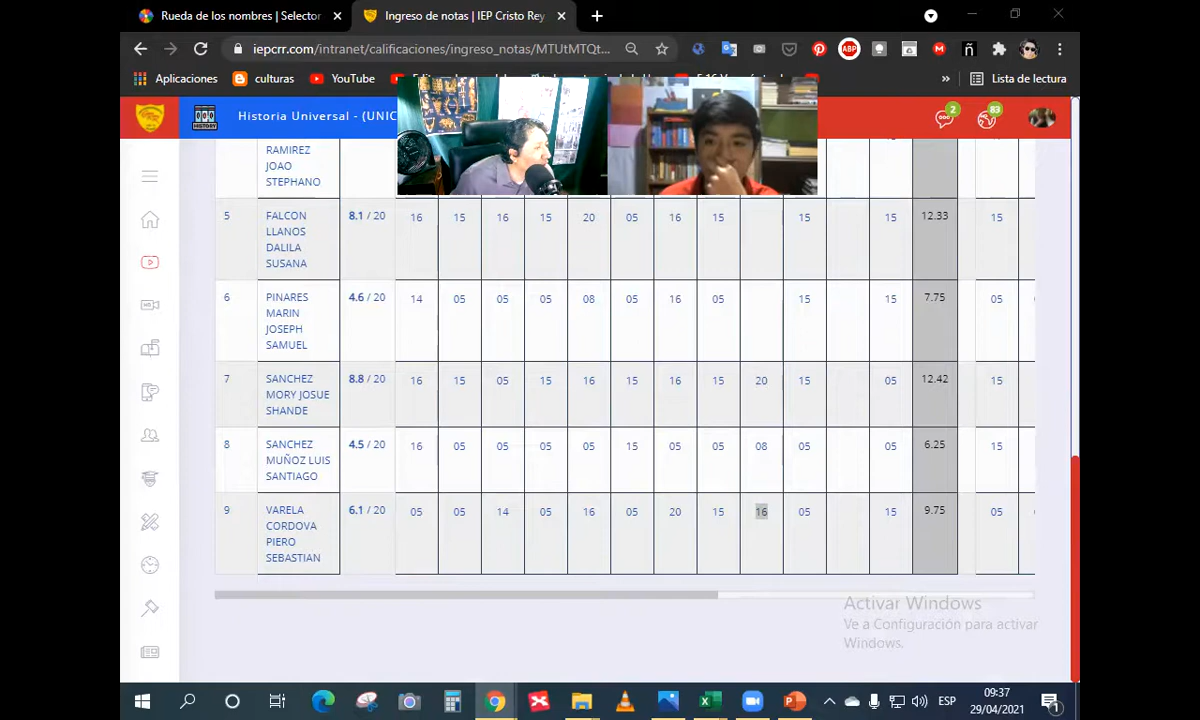 Rueda de los nombres | Selector
Ingreso de notas | IEP Cristo Rey
iepcrr.com/intranet/calificaciones/ingreso_notas/MTUtMTQt...
ABP
M
ñ
Aplicaciones
culturas
YouTube
»
Lista de lectura
HISTORY
Historia Universal - (UNIC
2
83
RAMIREZ
JOAO
STEPHANO
5 FALCON 8.1 / 20 16 15 16 15 20 05 16 15 15 15 12.33 15
LLANOS
DALILA
SUSANA
6 PINARES 4.6 / 20 14 05 05 05 08 05 16 05 15 15 7.75 05
MARIN
JOSEPH
SAMUEL
7 SANCHEZ 8.8 / 20 16 15 05 15 16 15 16 15 20 15 05 12.42 15
MORY JOSUE
SHANDE
8 SANCHEZ 4.5 / 20 16 05 05 05 05 15 05 05 08 05 05 6.25 15
MUÑOZ LUIS
SANTIAGO
9 VARELA 6.1 / 20 05 05 14 05 16 05 20 15 16 05 15 9.75 05
CORDOVA
PIERO
SEBASTIAN
Activar Windows
Ve a Configuración para activar
Windows.
ESP
09:37
29/04/2021
1